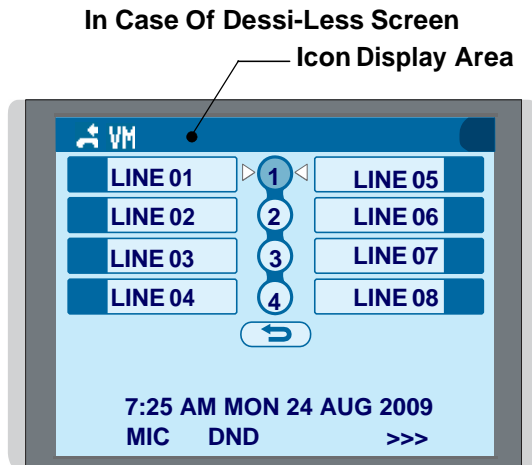 In Case Of Dessi-Less Screen
Icon Display Area
VM
LINE 01 1 LINE 05
LINE 02 2 LINE 06
LINE 03 3 LINE 07
LINE 04 4 LINE 08
7:25 AM MON 24 AUG 2009
MIC DND >>>